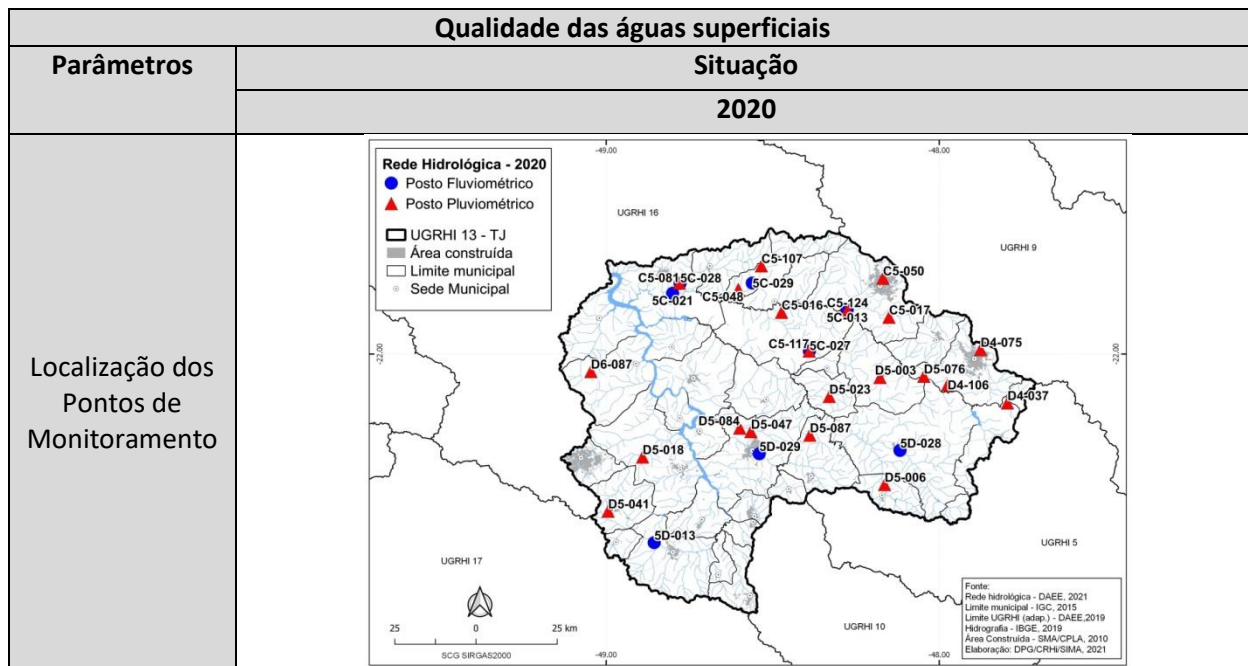 Qualidade das águas superficiais
Parâmetros
Situação
2020
Localização dos
Pontos de
Monitoramento
-49.00
-48.00
Rede Hidrológica - 2020
Posto Fluviométrico
Posto Pluviométrico
UGRHI 13 - TJ
Área construída
Limite municipal
Sede Municipal
UGRHI 16
UGRHI 9
C5-107
C5-050
C5-081
5C-028
5C-029
5C-021
C5-048
C5-016
C5-124
5C-013
C5-017
-22.00
-22.00
C5-117
5C-027
D4-075
D6-087
D5-003
D5-076
D4-106
D5-023
D4-037
D5-084
D5-047
D5-087
5D-029
5D-028
D5-018
D5-006
D5-041
5D-013
UGRHI 17
UGRHI 5
UGRHI 10
25
0
25 km
SCG SIRGAS2000
Fonte:
Rede hidrológica - DAEE, 2021
Limite municipal - IGC, 2015
Limite UGRHI (adap.) - DAEE,2019
Hidrografia - IBGE, 2019
Área Construída - SMA/CPLA, 2010
Elaboração: DPG/CRHi/SIMA, 2021
-49.00
-48.00